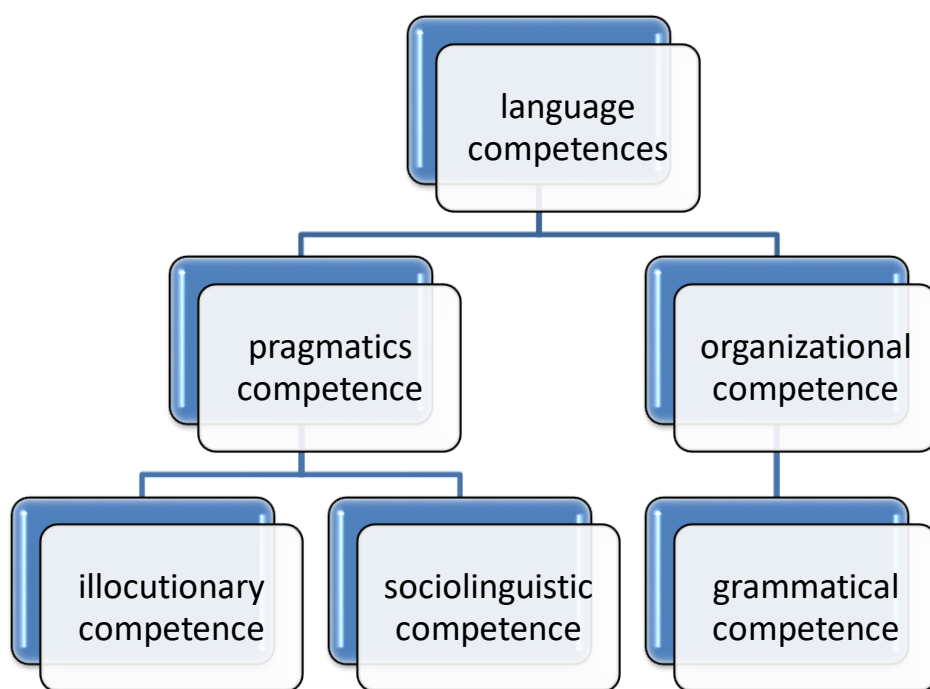 language
competences
pragmatics
competence
organizational
competence
illocutionary
competence
sociolinguistic
competence
grammatical
competence